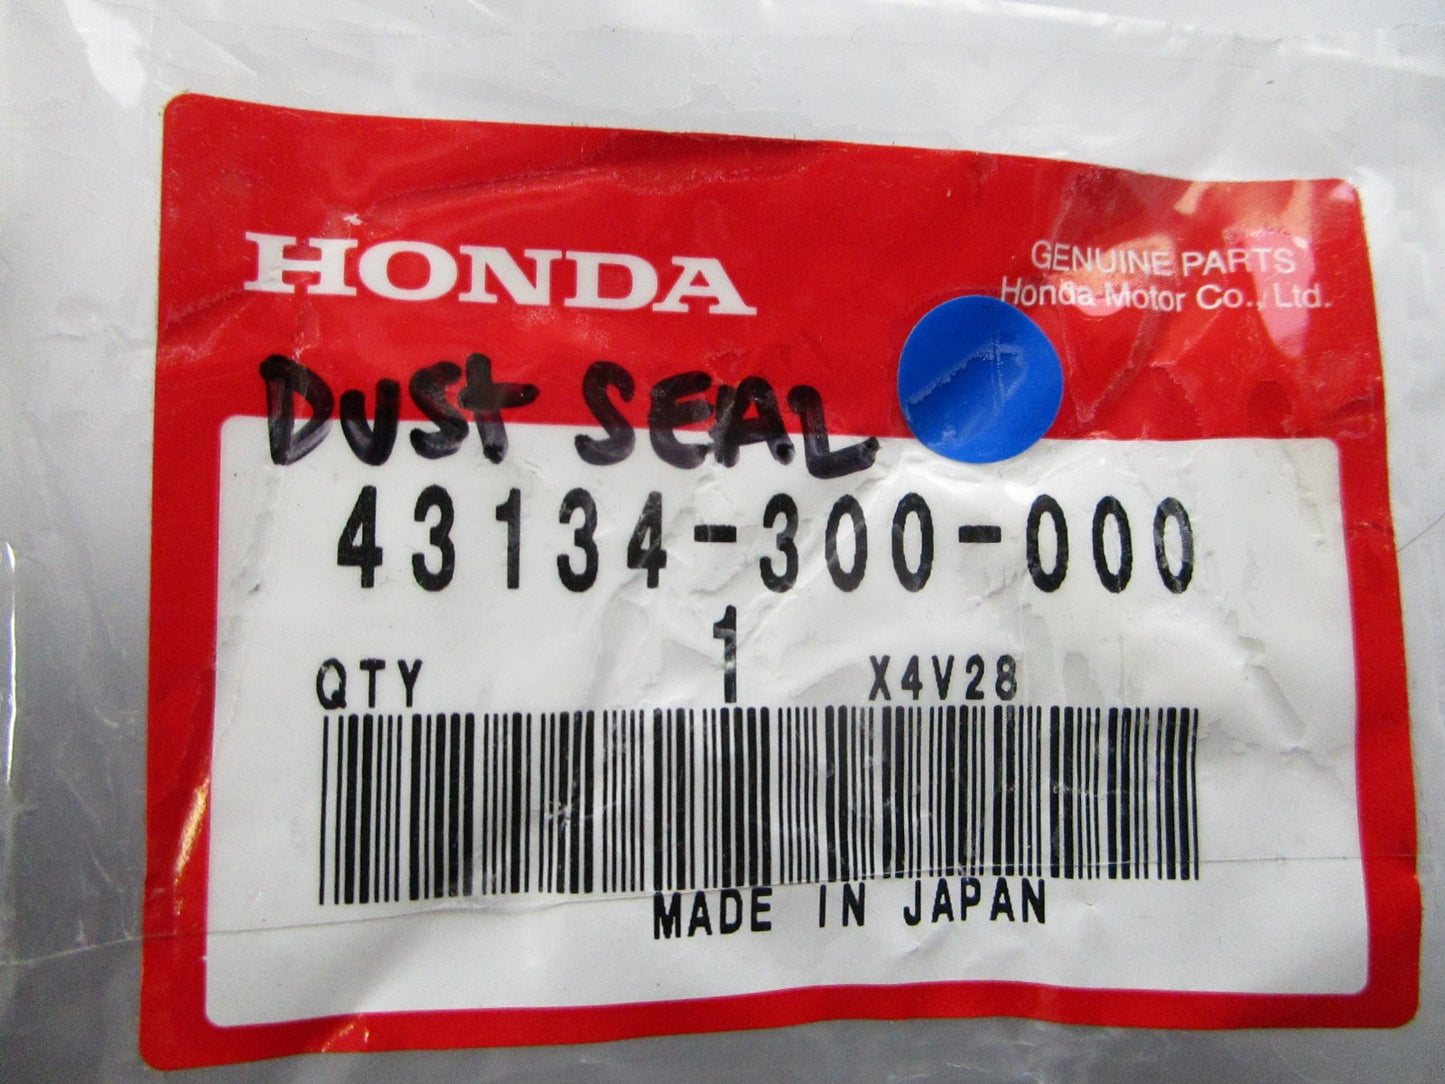 HONDA
GENUINE PARTS
Honda Motor Co., Ltd.
DUST SEAL
43134-300-000
QTY 1 X4V28
MADE IN JAPAN